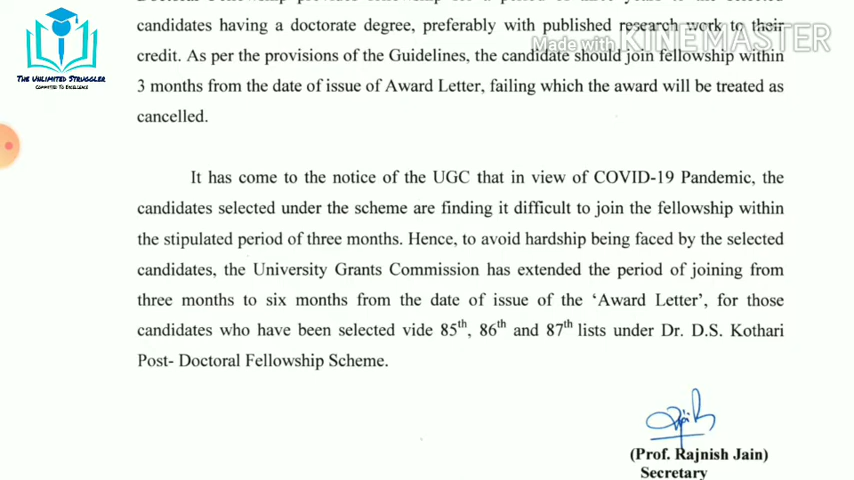 candidates having a doctorate degree, preferably with published research work to their
Made with KINEMASTER
credit. As per the provisions of the Guidelines, the candidate should join fellowship within
THE UNLIMITED STRUGGLER
COMMITTED TO EXCELLENCE
3 months from the date of issue of Award Letter, failing which the award will be treated as
cancelled.
It has come to the notice of the UGC that in view of COVID-19 Pandemic, the
candidates selected under the scheme are finding it difficult to join the fellowship within
the stipulated period of three months. Hence, to avoid hardship being faced by the selected
candidates, the University Grants Commission has extended the period of joining from
three months to six months from the date of issue of the ‘Award Letter’, for those
candidates who have been selected vide 85th, 86th and 87th lists under Dr. D.S. Kothari
Post- Doctoral Fellowship Scheme.
(Prof. Rajnish Jain)
Secretary